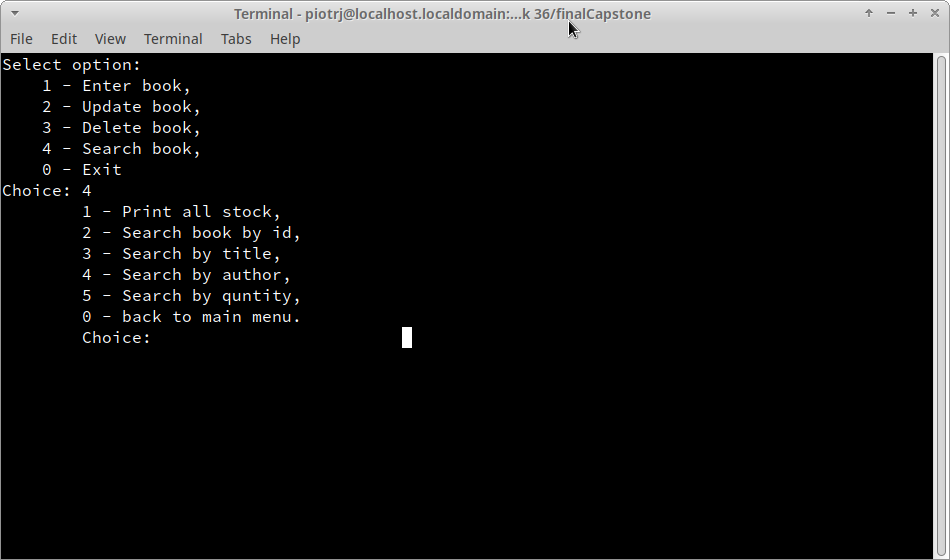 Terminal - piotrj@localhost.localdomain:...k 36/finalCapstone
File Edit View Terminal Tabs Help
Select option:
1 - Enter book,
2 - Update book,
3 - Delete book,
4 - Search book,
0 - Exit
Choice: 4
1 - Print all stock,
2 - Search book by id,
3 - Search by title,
4 - Search by author,
5 - Search by quntity,
0 - back to main menu.
Choice: